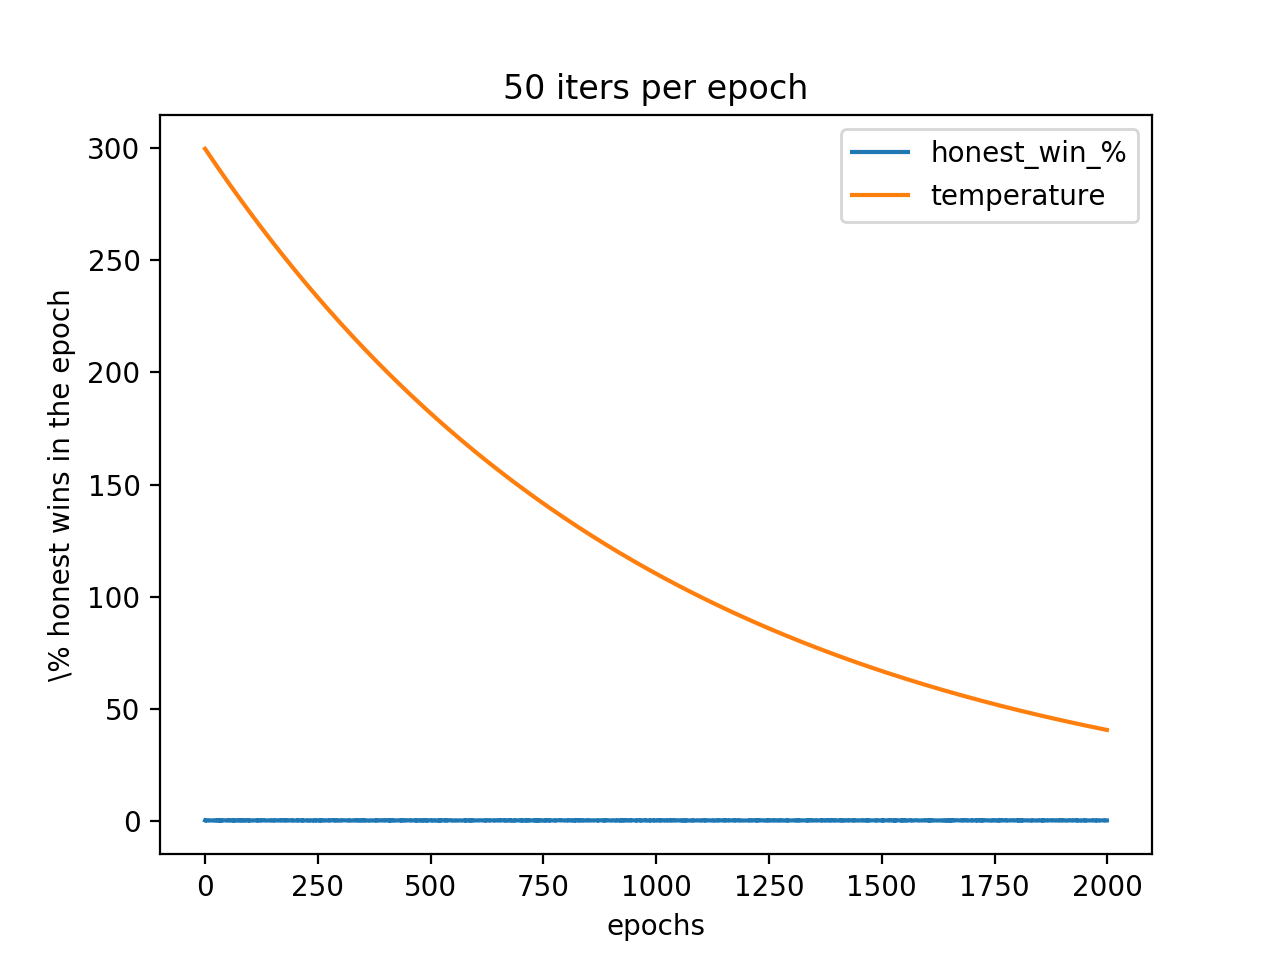 50 iters per epoch
honest_win_%
temperature
\% honest wins in the epoch
300
250
200
150
100
50
0
0 250 500 750 1000 1250 1500 1750 2000
epochs